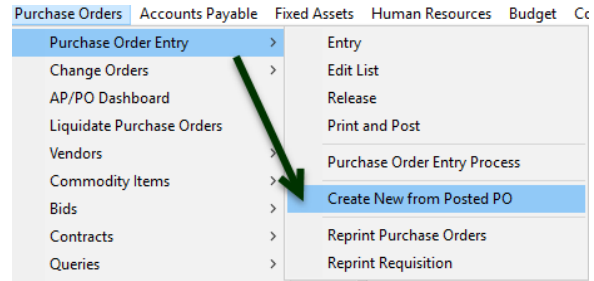 Purchase Orders Accounts Payable Fixed Assets Human Resources Budget Co
Purchase Order Entry >
Change Orders >
AP/PO Dashboard
Liquidate Purchase Orders
Vendors >
Commodity Items >
Bids >
Contracts >
Queries >
Entry
Edit List
Release
Print and Post
Purchase Order Entry Process
Create New from Posted PO
Reprint Purchase Orders
Reprint Requisition